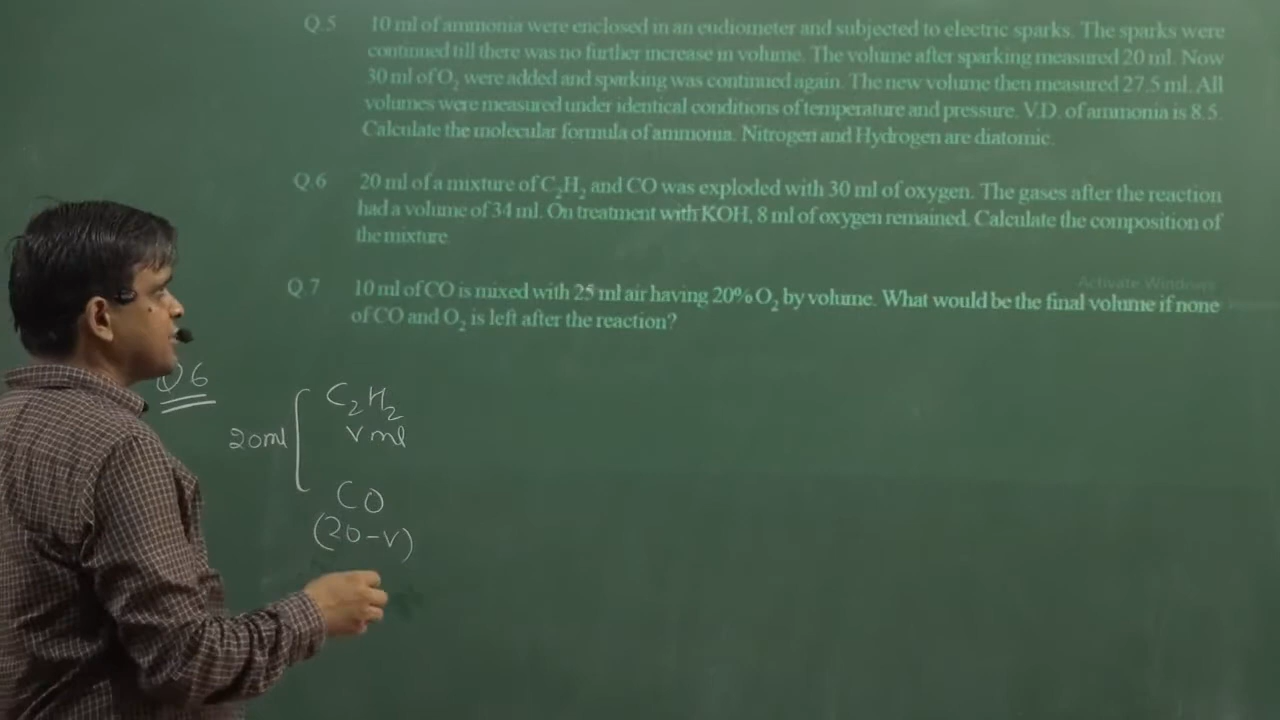 Q.5 10 ml of ammonia were enclosed in an eudiometer and subjected to electric sparks. The sparks were
continued till there was no further increase in volume. The volume after sparking measured 20 ml. Now
30 ml of O₂ were added and sparking was continued again. The new volume then measured 27.5 ml. All
volumes were measured under identical conditions of temperature and pressure. V.D. of ammonia is 8.5.
Calculate the molecular formula of ammonia. Nitrogen and Hydrogen are diatomic.
Q.6 20 ml of a mixture of C₂H₂ and CO was exploded with 30 ml of oxygen. The gases after the reaction
had a volume of 34 ml. On treatment with KOH, 8 ml of oxygen remained. Calculate the composition of
the mixture.
Activate Windows
Q.7 10 ml of CO is mixed with 25 ml air having 20% O₂ by volume. What would be the final volume if none
of CO and O₂ is left after the reaction?
Q6
C₂H₂
20ml
V ml
CO
(20-V)